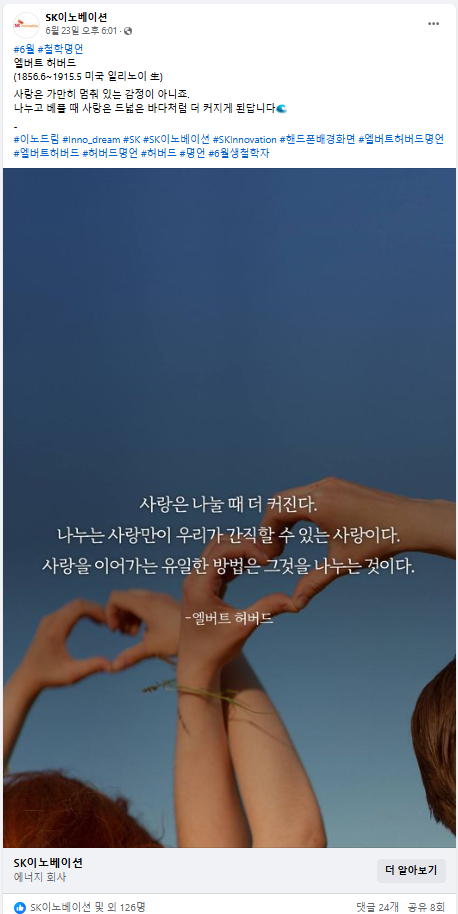 SK이노베이션
6월 23일 오후 6:01 ·
#6월 #철학명언
엘버트 허버드
(1856.6~1915.5 미국 일리노이 生)
사랑은 가만히 멈춰 있는 감정이 아니죠.
나누고 베풀 때 사랑은 드넓은 바다처럼 더 커지게 된답니다🌊
-
#이노드림 #Inno_dream #SK #SK이노베이션 #SKInnovation #핸드폰배경화면 #엘버트허버드명언
#엘버트허버드 #허버드명언 #허버드 #명언 #6월생철학자
사랑은 나눌 때 더 커진다.
나누는 사랑만이 우리가 간직할 수 있는 사랑이다.
사랑을 이어가는 유일한 방법은 그것을 나누는 것이다.
-엘버트 허버드
SK이노베이션
에너지 회사
더 알아보기
SK이노베이션 및 외 126명
댓글 24개 공유 8회